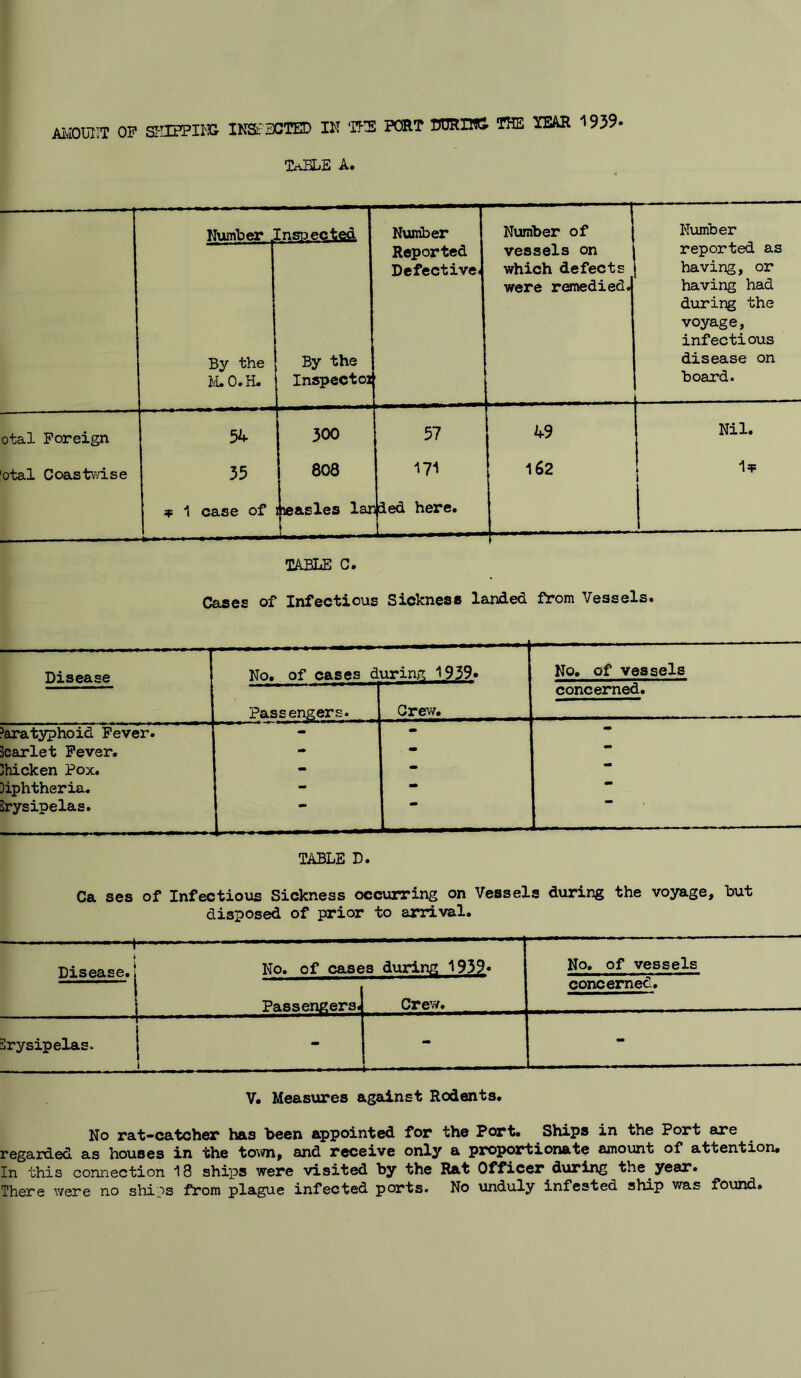 AMOUNT OF SHIPPING INSPECTED IN THE PORT DURING THE YEAR 1939.
TABLE A.
Number Inspected
By the M.O.H.
By the Inspector
Number Reported Defective.
Number of vessels on which defects were remedied.
Number reported as having, or having had during the voyage, infectious disease on board.
otal Foreign 54 300 57 49 Nil.
otal Coastwise 35 808 171 162 1*
* 1 case of measles landed here.
TABLE C.
Cases of Infectious Sickness landed from Vessels.
Disease No. of cases during 1939. No. of vessels concerned.
Passengers. Crew.
Paratyphoid Fever. - - -
Scarlet Fever. - - -
Chicken Pox. - - -
Diphtheria. - - -
Erysipelas. - - -
TABLE D.
Ca ses of Infectious Sickness occurring on Vessels during the voyage, but
disposed of prior to arrival.
Disease. No. of cases during 1939. No. of vessels concerned.
Passengers. Crew.
Erysipelas. - - -
V. Measures against Rodents.
No rat-catcher has been appointed for the Port. Ships in the Port are
regarded as houses in the town, and receive only a proportionate amount of attention.
In this connection 18 ships were visited by the Rat Officer during the year.
There were no ships from plague infected ports. No unduly infested ship was found.